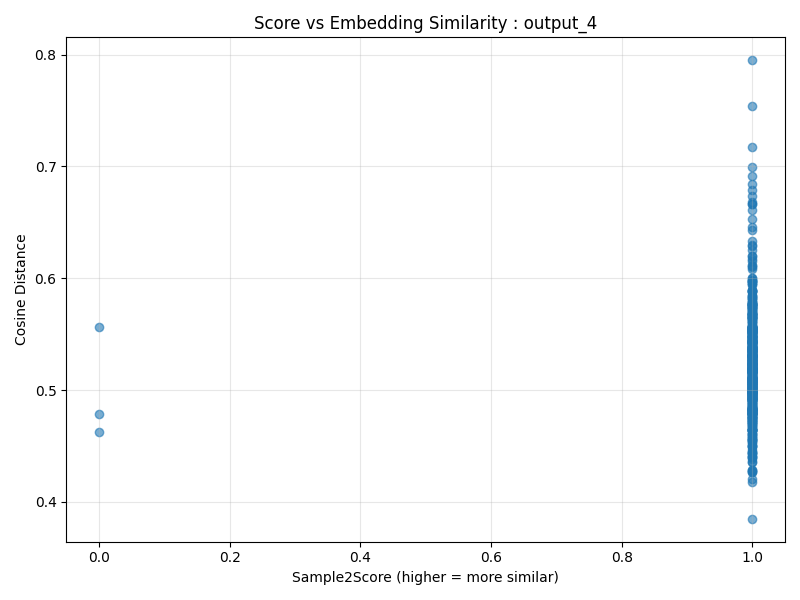 Score vs Embedding Similarity : output_4
0.8
0.7
0.6
0.5
0.4
Cosine Distance
0.0 0.2 0.4 0.6 0.8 1.0
Sample2Score (higher = more similar)